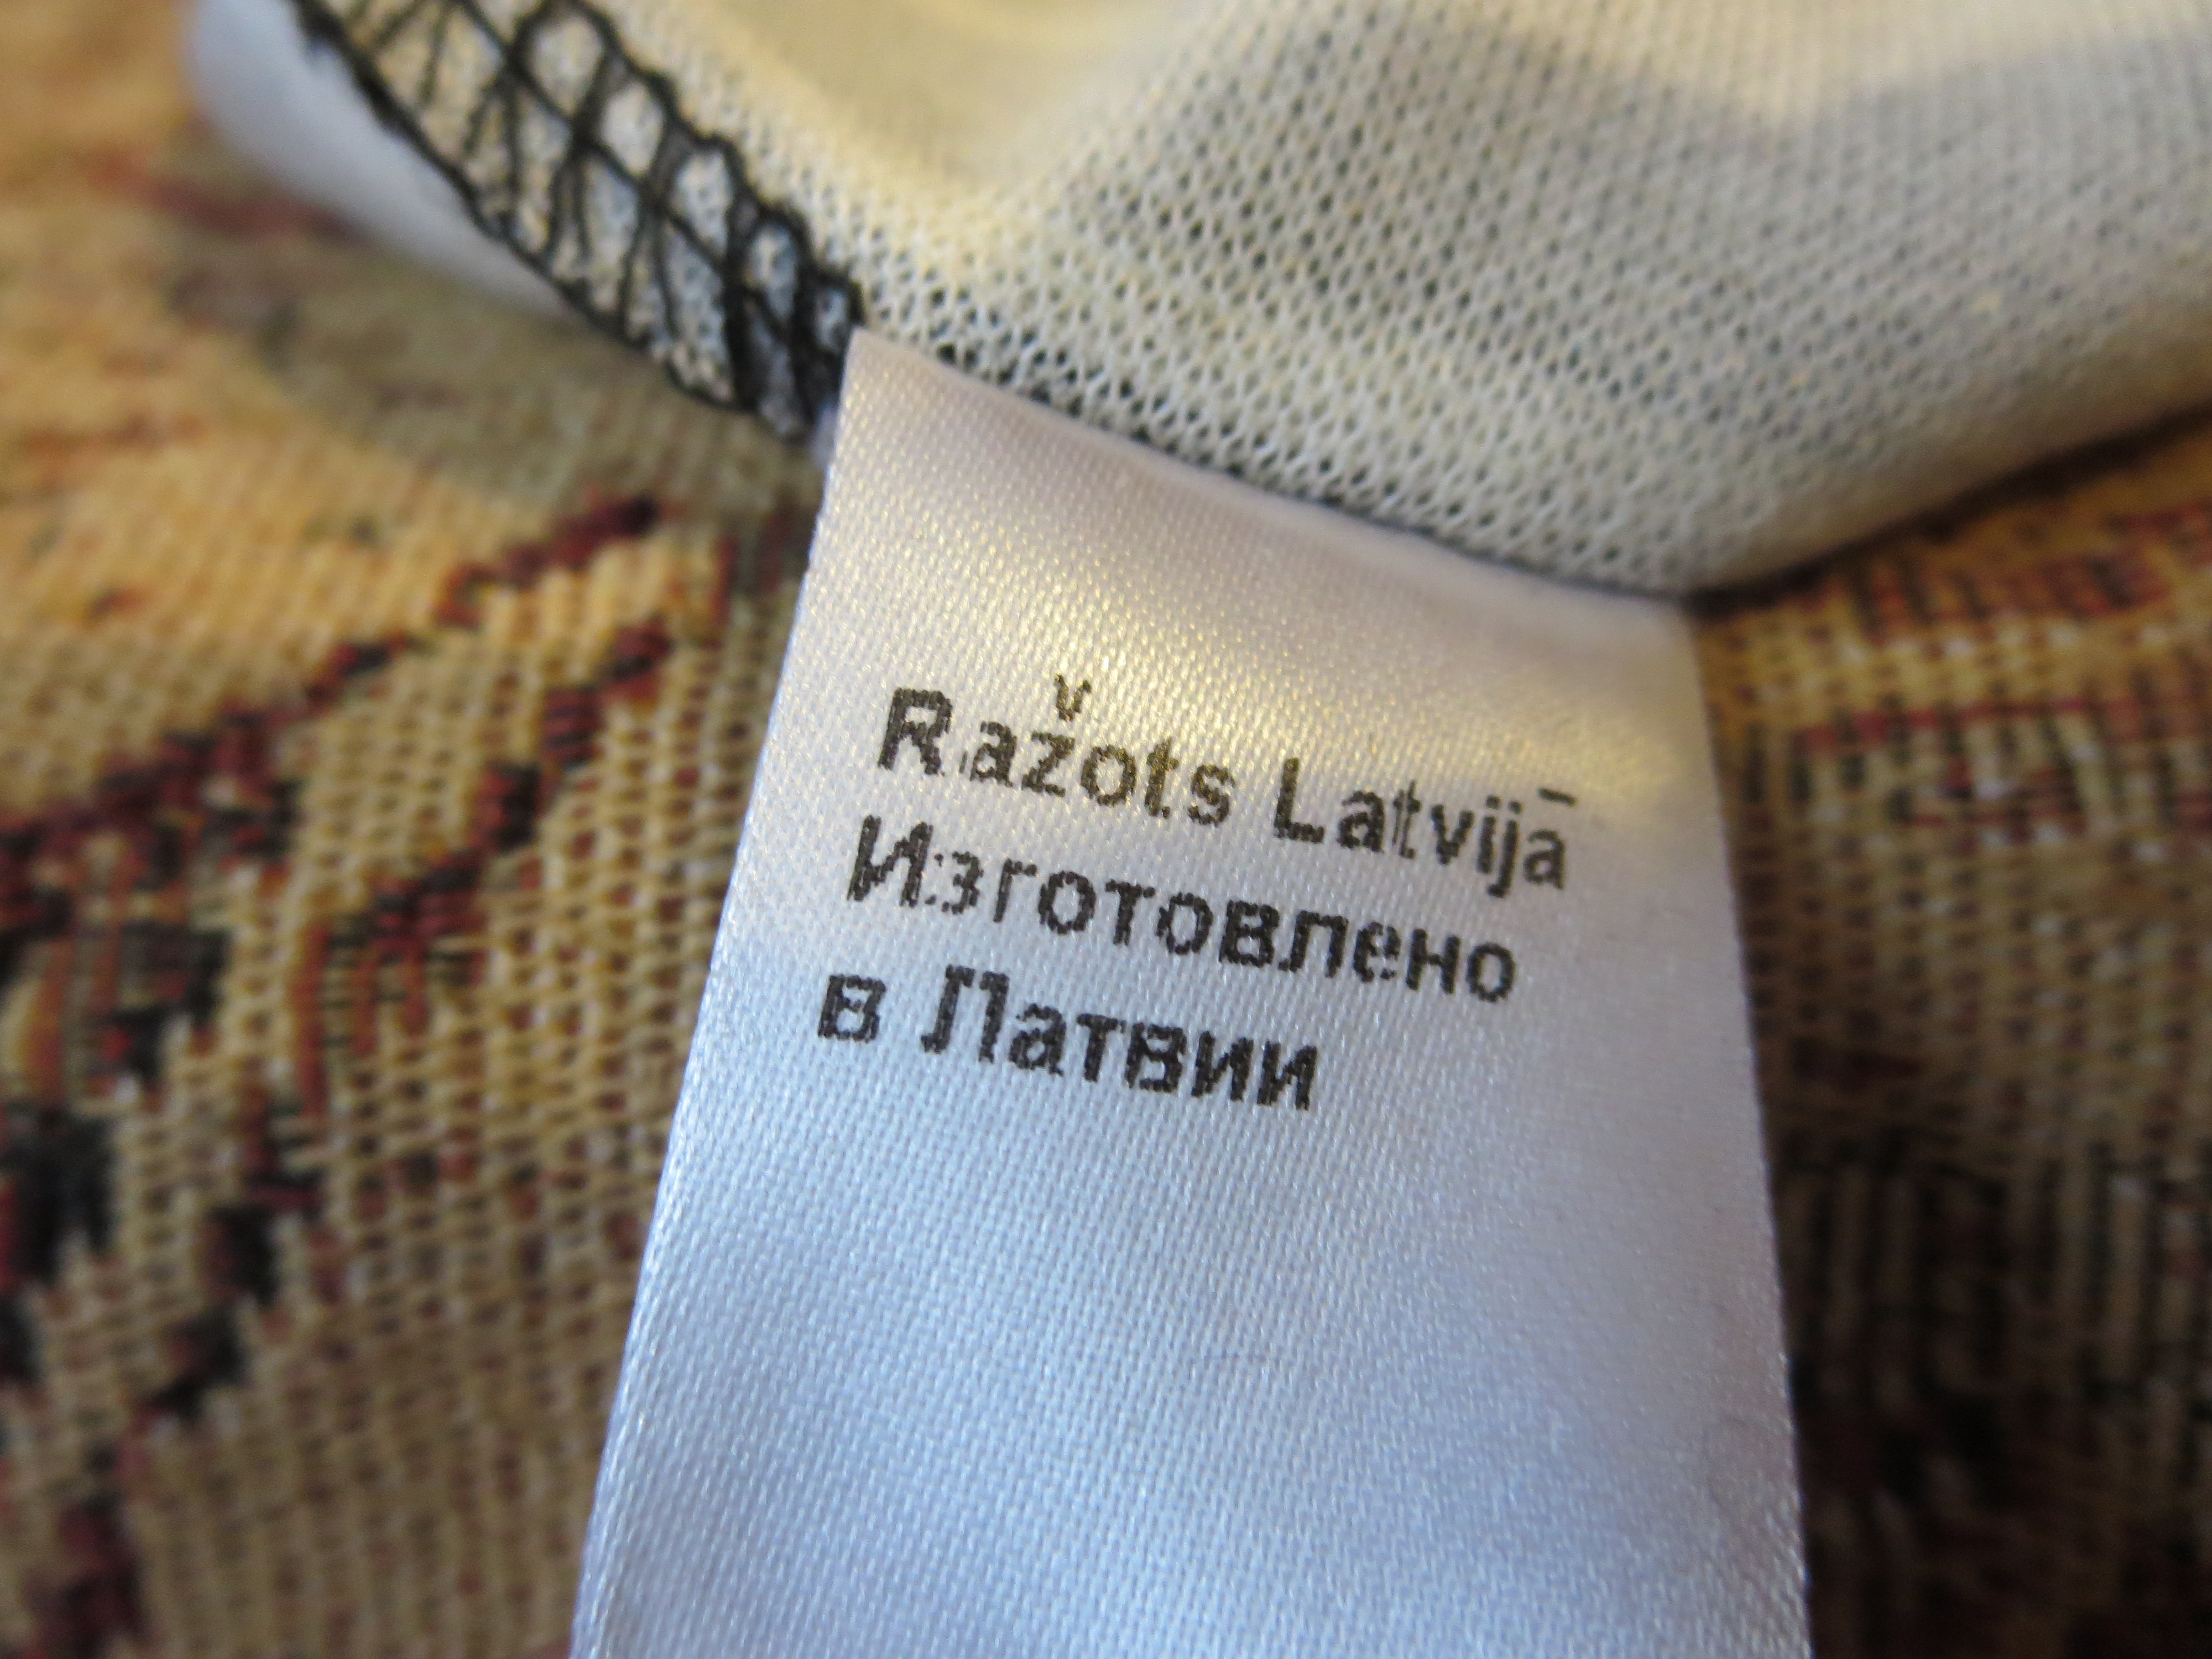 Ražots Latvijā
Изготовлено
в Латвии